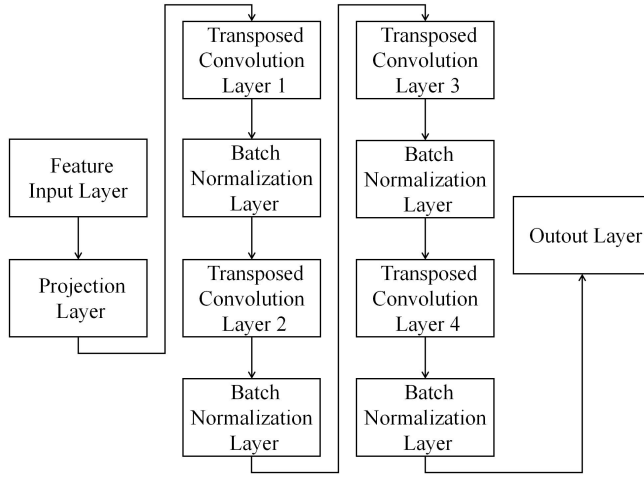 Feature
Input Layer
Projection
Layer
Transposed
Convolution
Layer 1
Batch
Normalization
Layer
Transposed
Convolution
Layer 2
Batch
Normalization
Layer
Transposed
Convolution
Layer 3
Batch
Normalization
Layer
Transposed
Convolution
Layer 4
Batch
Normalization
Layer
Outout Layer